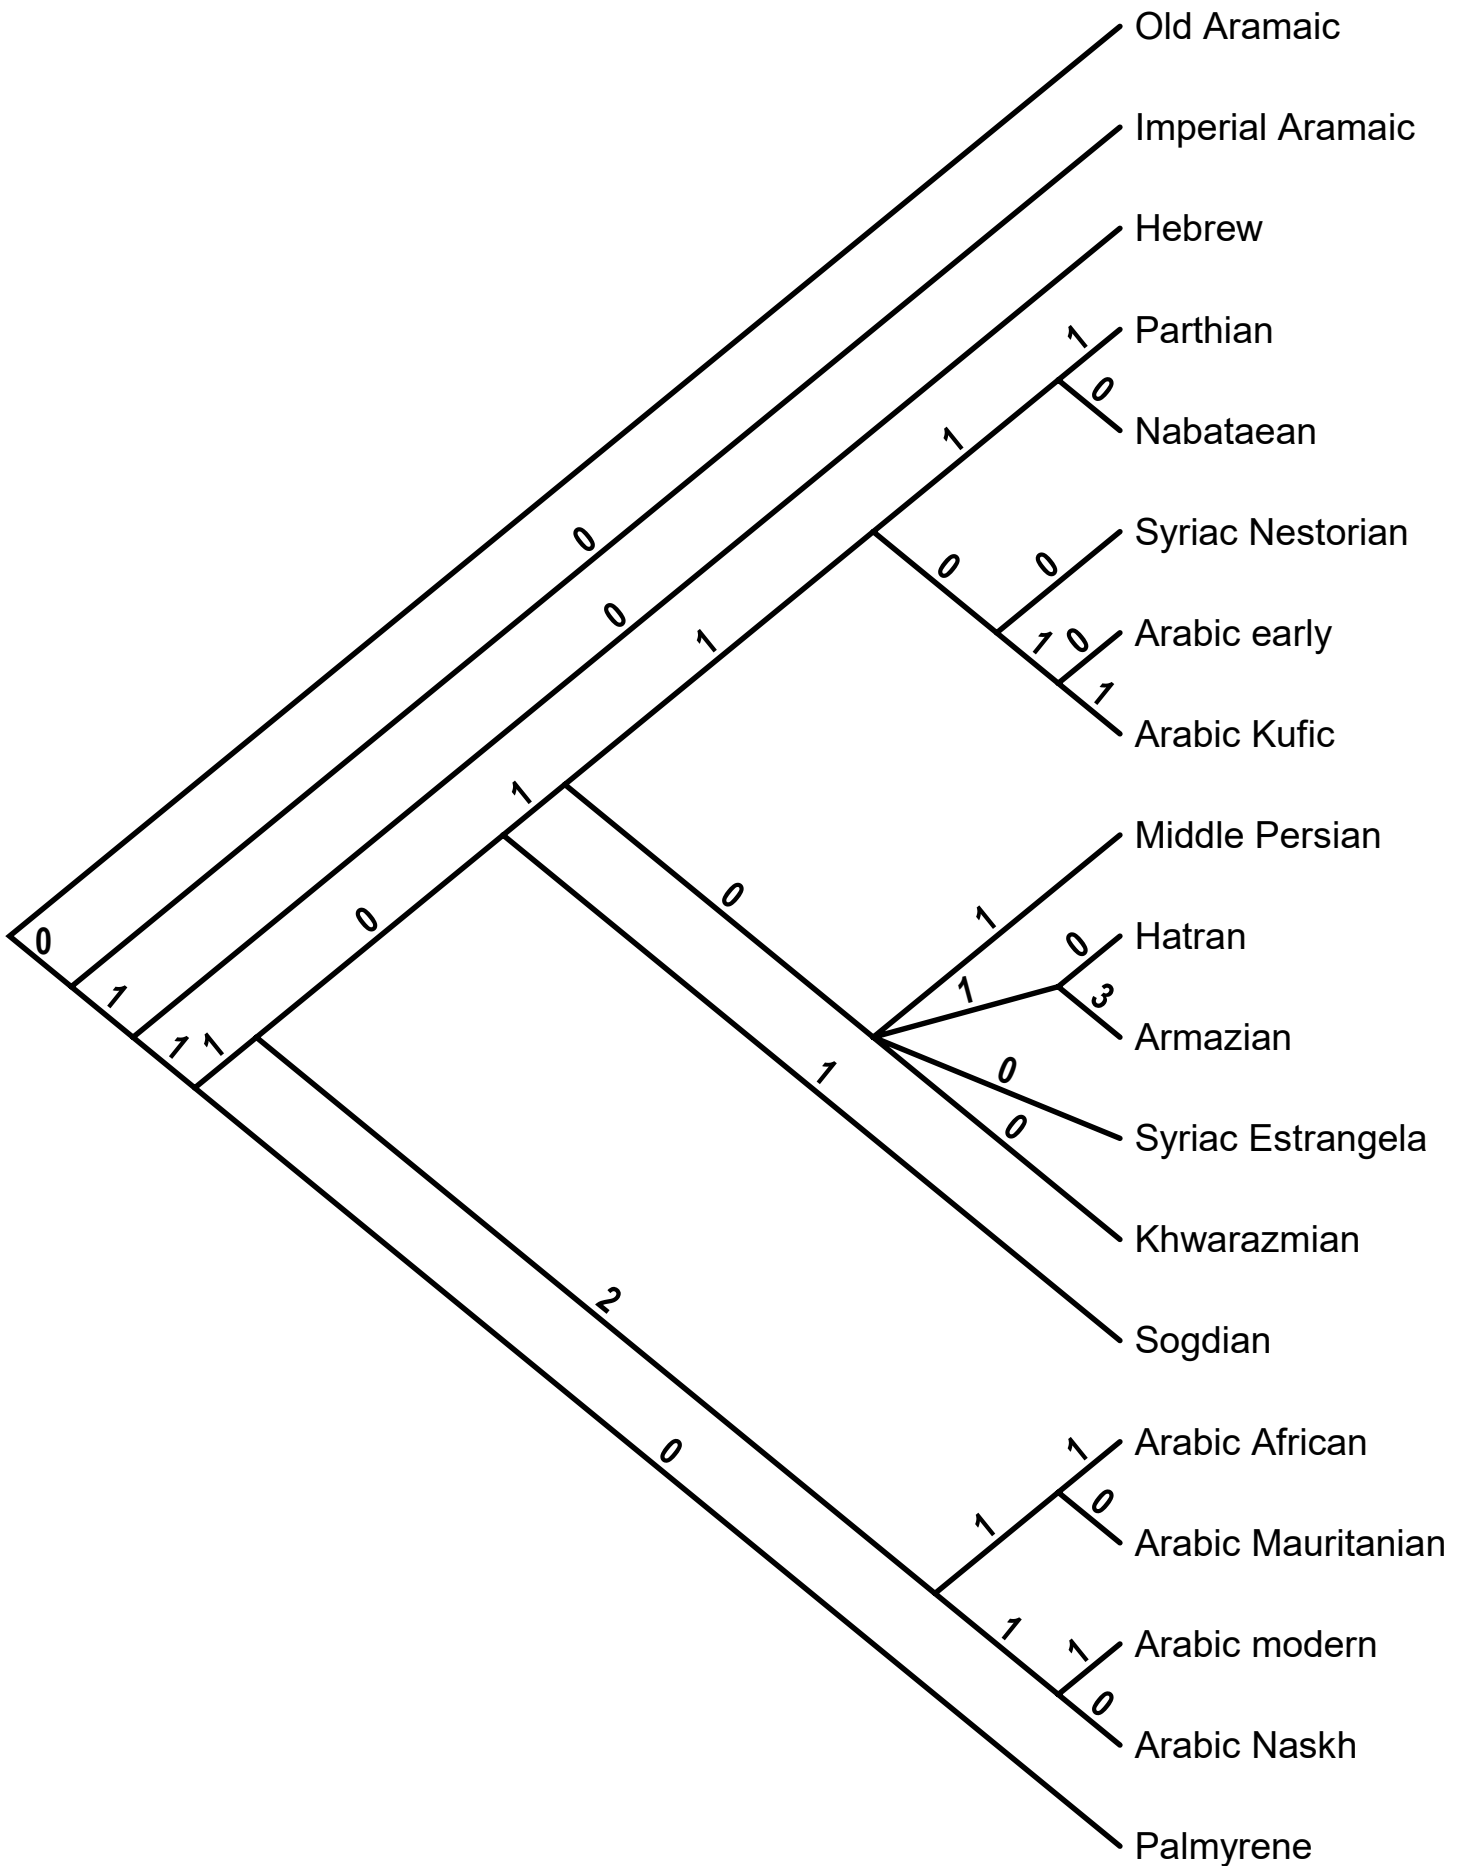 Old Aramaic
Imperial Aramaic
Hebrew
1 Parthian
0
Nabataean
1
Syriac Nestorian
0
0 0
0
1 0 Arabic early
1
1
Arabic Kufic
1
Middle Persian
0
1
0
0 0 Hatran
1
1 3
Armazian
1 1
0
1
0 Syriac Estrangela
Khwarazmian
2
Sogdian
1 Arabic African
0
0
1
Arabic Mauritanian
1
1 Arabic modern
0
Arabic Naskh
Palmyrene